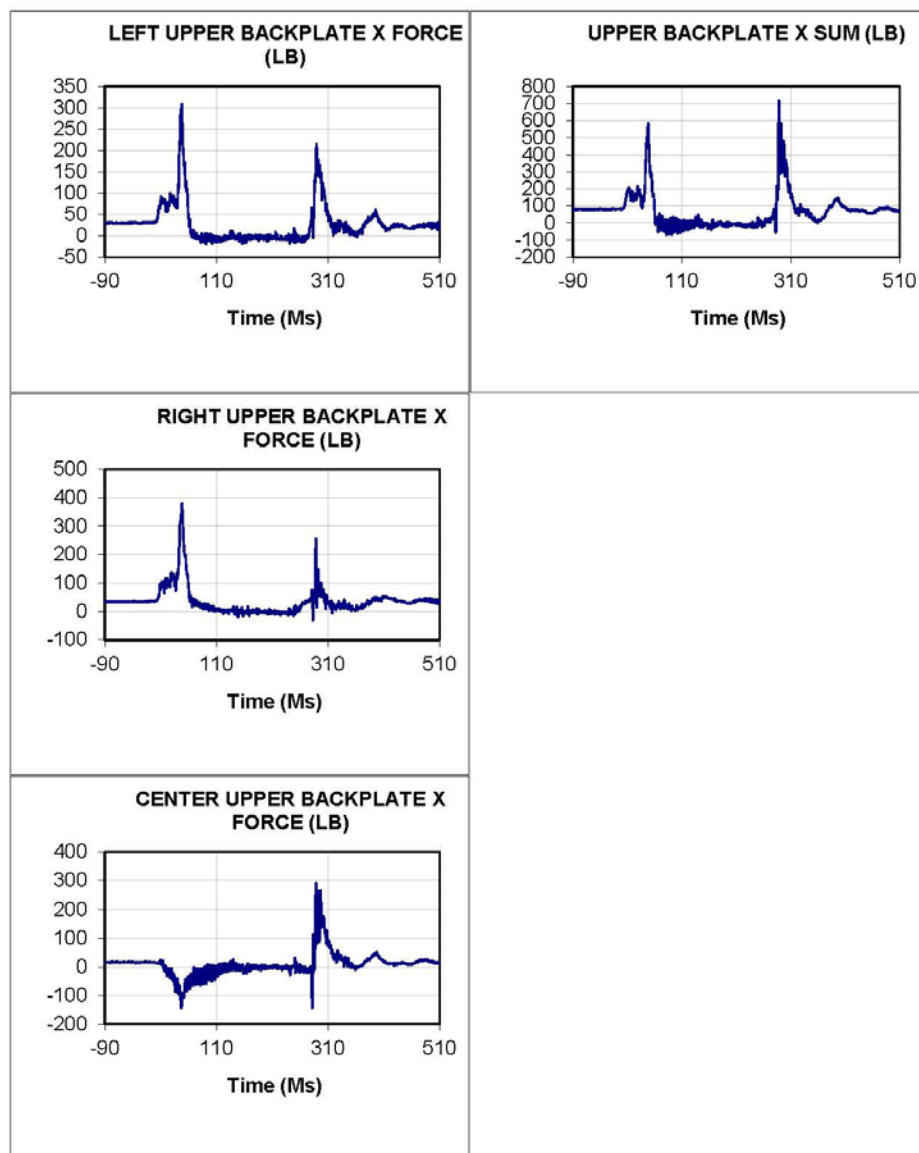 LEFT UPPER BACKPLATE X FORCE
(LB)
350
300
250
200
150
100
50
0
-50
-90 110 310 510
Time (Ms)
UPPER BACKPLATE X SUM (LB)
800
700
600
500
400
300
200
100
0
-100
-200
-90 110 310 510
Time (Ms)
RIGHT UPPER BACKPLATE X
FORCE (LB)
500
400
300
200
100
0
-100
-90 110 310 510
Time (Ms)
CENTER UPPER BACKPLATE X
FORCE (LB)
400
300
200
100
0
-100
-200
-90 110 310 510
Time (Ms)